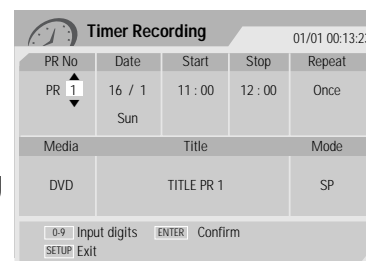 Timer Recording
01/01 00:13:23
PR No Date Start Stop Repeat
PR 1 16 / 1 11 : 00 12 : 00 Once
Sun
Media Title Mode
DVD TITLE PR 1 SP
0-9 Input digits ENTER Confirm
SETUP Exit